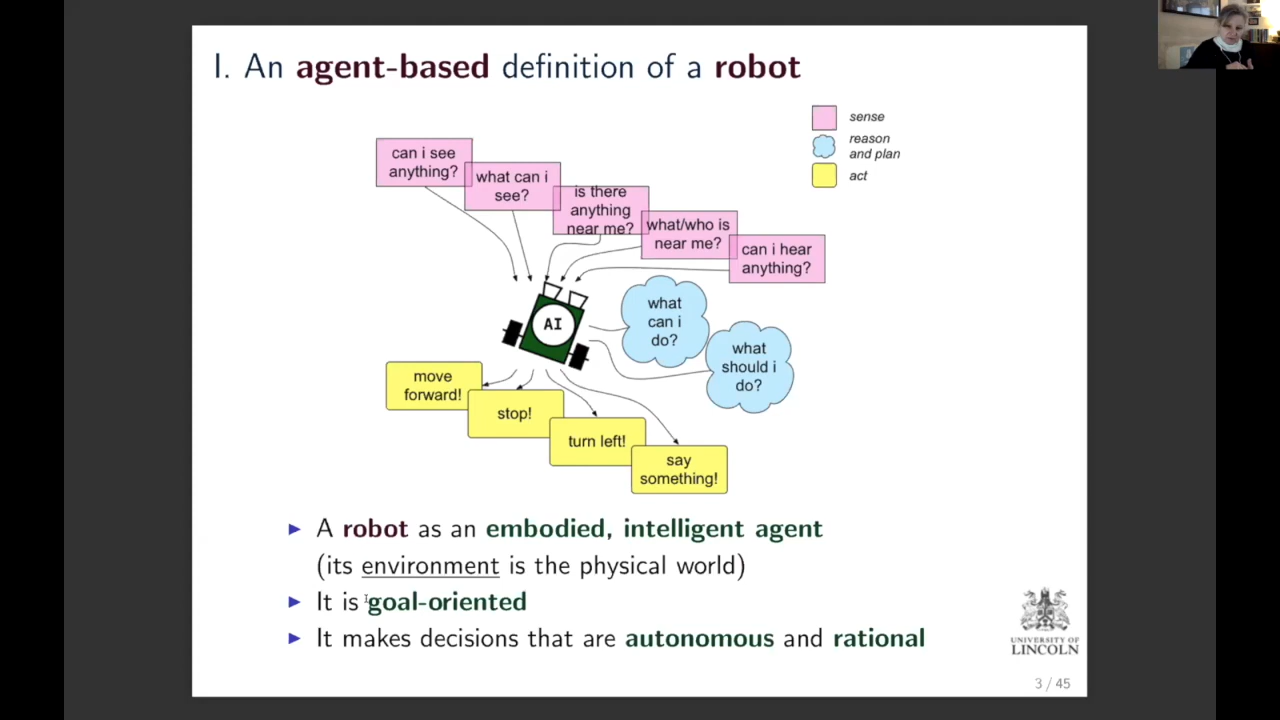 I. An agent-based definition of a robot
sense
reason
and plan
act
can i see
anything?
what can i
see?
is there
anything
near me?
what/who is
near me?
can i hear
anything?
AI
what
can i
do?
what
should i
do?
move
forward!
stop!
turn left!
say
something!
► A robot as an embodied, intelligent agent
(its environment is the physical world)
► It is goal-oriented
► It makes decisions that are autonomous and rational
UNIVERSITY OF
LINCOLN
3 / 45